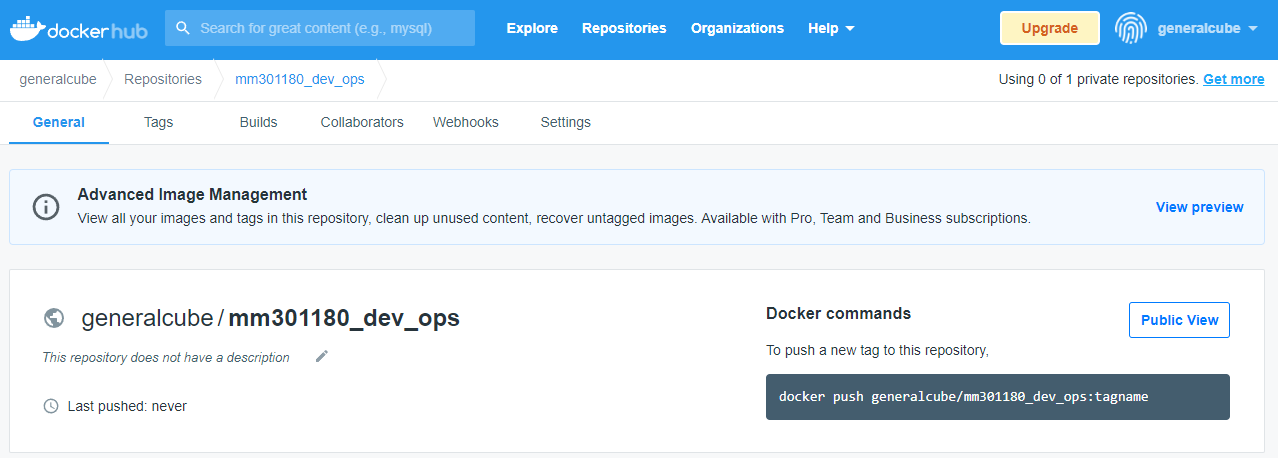 dockerhub
Search for great content (e.g., mysql)
Explore
Repositories
Organizations
Help
Upgrade
generalcube
generalcube
Repositories
mm301180_dev_ops
Using 0 of 1 private repositories. Get more
General
Tags
Builds
Collaborators
Webhooks
Settings
Advanced Image Management
View all your images and tags in this repository, clean up unused content, recover untagged images. Available with Pro, Team and Business subscriptions.
View preview
generalcube / mm301180_dev_ops
This repository does not have a description
Last pushed: never
Docker commands
Public View
To push a new tag to this repository,
docker push generalcube/mm301180_dev_ops:tagname